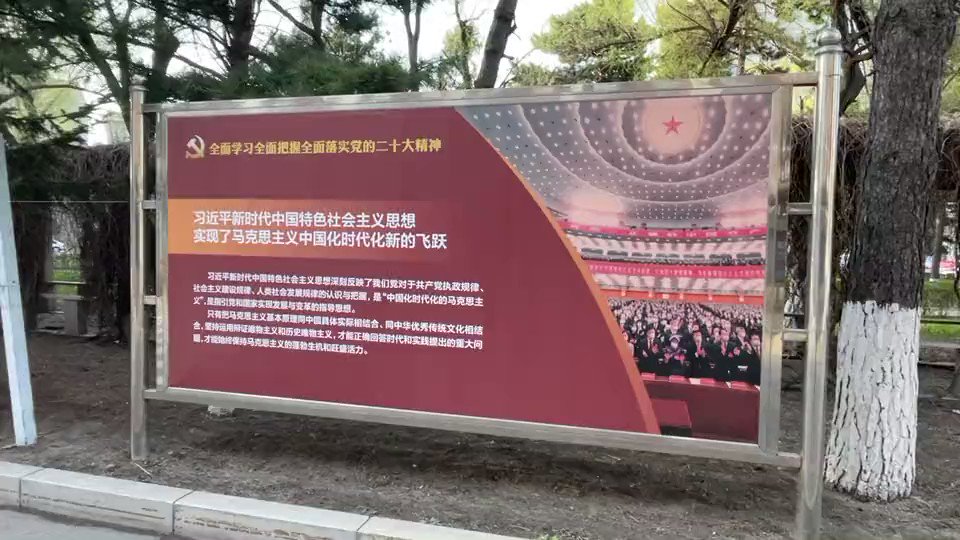 全面学习全面把握全面落实党的二十大精神
习近平新时代中国特色社会主义思想
实现了马克思主义中国化时代化新的飞跃
习近平新时代中国特色社会主义思想深刻反映了我们党对于共产党执政规律、
社会主义建设规律、人类社会发展规律的认识与把握，是“中国化时代化的马克思主
义”，是指引党和国家实现发展与变革的指导思想。
只有把马克思主义基本原理同中国具体实际相结合、同中华优秀传统文化相结
合，坚持运用辩证唯物主义和历史唯物主义，才能正确回答时代和实践提出的重大问
题，才能始终保持马克思主义的蓬勃生机和旺盛活力。